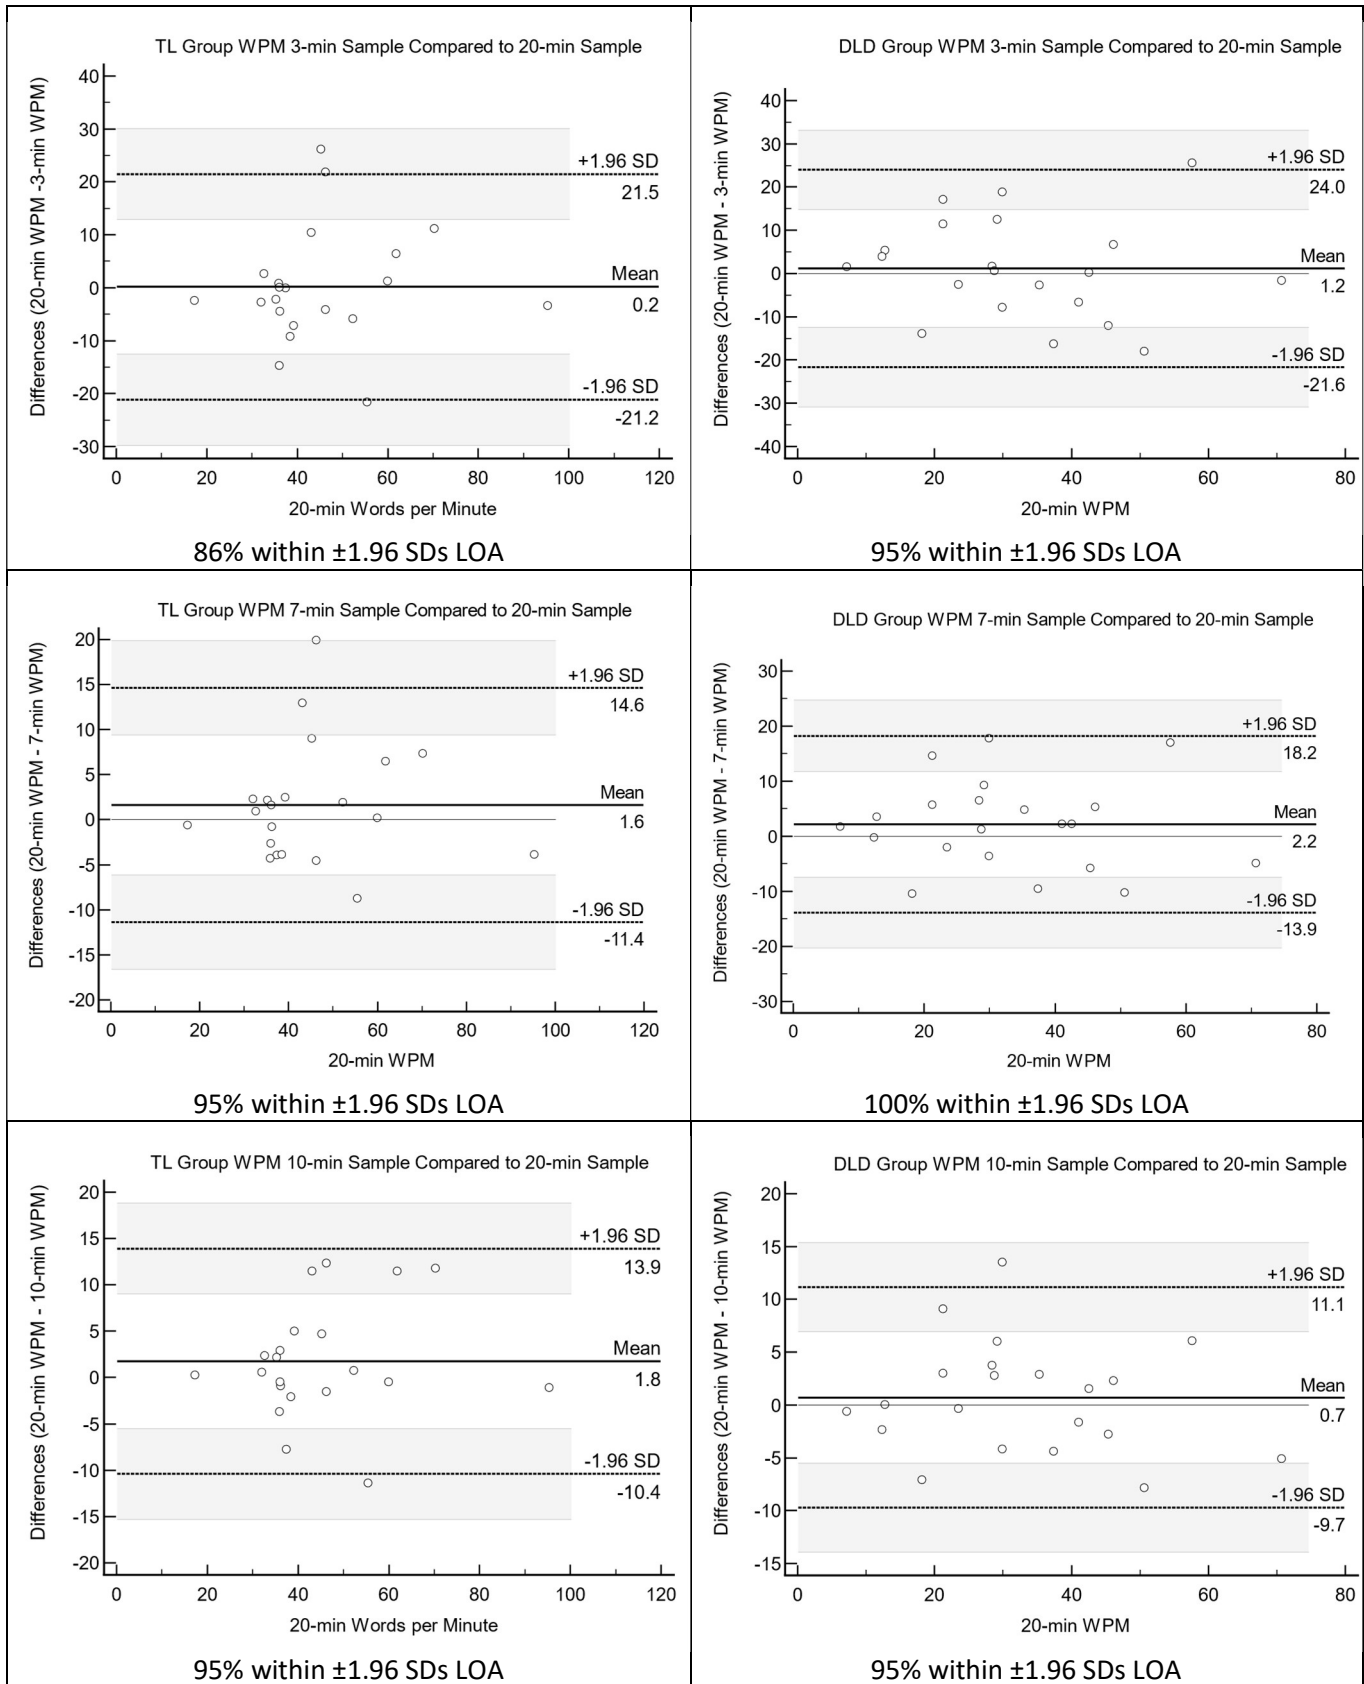 TL Group WPM 3-min Sample Compared to 20-min Sample
Differences (20-min WPM -3-min WPM)
40
30
20
10
0
-10
-20
-30
+1.96 SD
21.5
Mean
0.2
-1.96 SD
-21.2
0 20 40 60 80 100 120
20-min Words per Minute
86% within ±1.96 SDs LOA
DLD Group WPM 3-min Sample Compared to 20-min Sample
Differences (20-min WPM - 3-min WPM)
40
30
20
10
0
-10
-20
-30
-40
+1.96 SD
24.0
Mean
1.2
-1.96 SD
-21.6
0 20 40 60 80
20-min WPM
95% within ±1.96 SDs LOA
TL Group WPM 7-min Sample Compared to 20-min Sample
Differences (20-min WPM - 7-min WPM)
20
15
10
5
0
-5
-10
-15
-20
+1.96 SD
14.6
Mean
1.6
-1.96 SD
-11.4
0 20 40 60 80 100 120
20-min WPM
95% within ±1.96 SDs LOA
DLD Group WPM 7-min Sample Compared to 20-min Sample
Differences (20-min WPM - 7-min WPM)
30
20
10
0
-10
-20
-30
+1.96 SD
18.2
Mean
2.2
-1.96 SD
-13.9
0 20 40 60 80
20-min WPM
100% within ±1.96 SDs LOA
TL Group WPM 10-min Sample Compared to 20-min Sample
Differences (20-min WPM - 10-min WPM)
20
15
10
5
0
-5
-10
-15
-20
+1.96 SD
13.9
Mean
1.8
-1.96 SD
-10.4
0 20 40 60 80 100 120
20-min Words per Minute
95% within ±1.96 SDs LOA
DLD Group WPM 10-min Sample Compared to 20-min Sample
Differences (20-min WPM - 10-min WPM)
20
15
10
5
0
-5
-10
-15
+1.96 SD
11.1
Mean
0.7
-1.96 SD
-9.7
0 20 40 60 80
20-min WPM
95% within ±1.96 SDs LOA